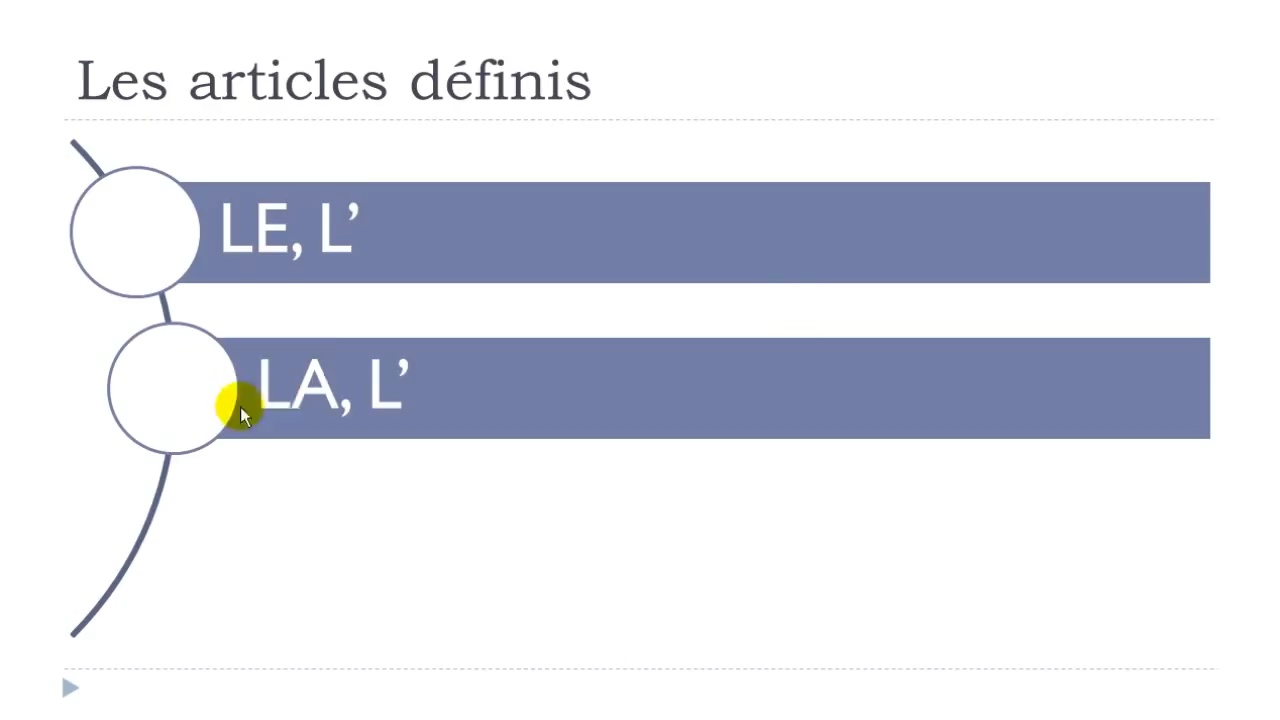 Les articles définis
LE, L’
LA, L’